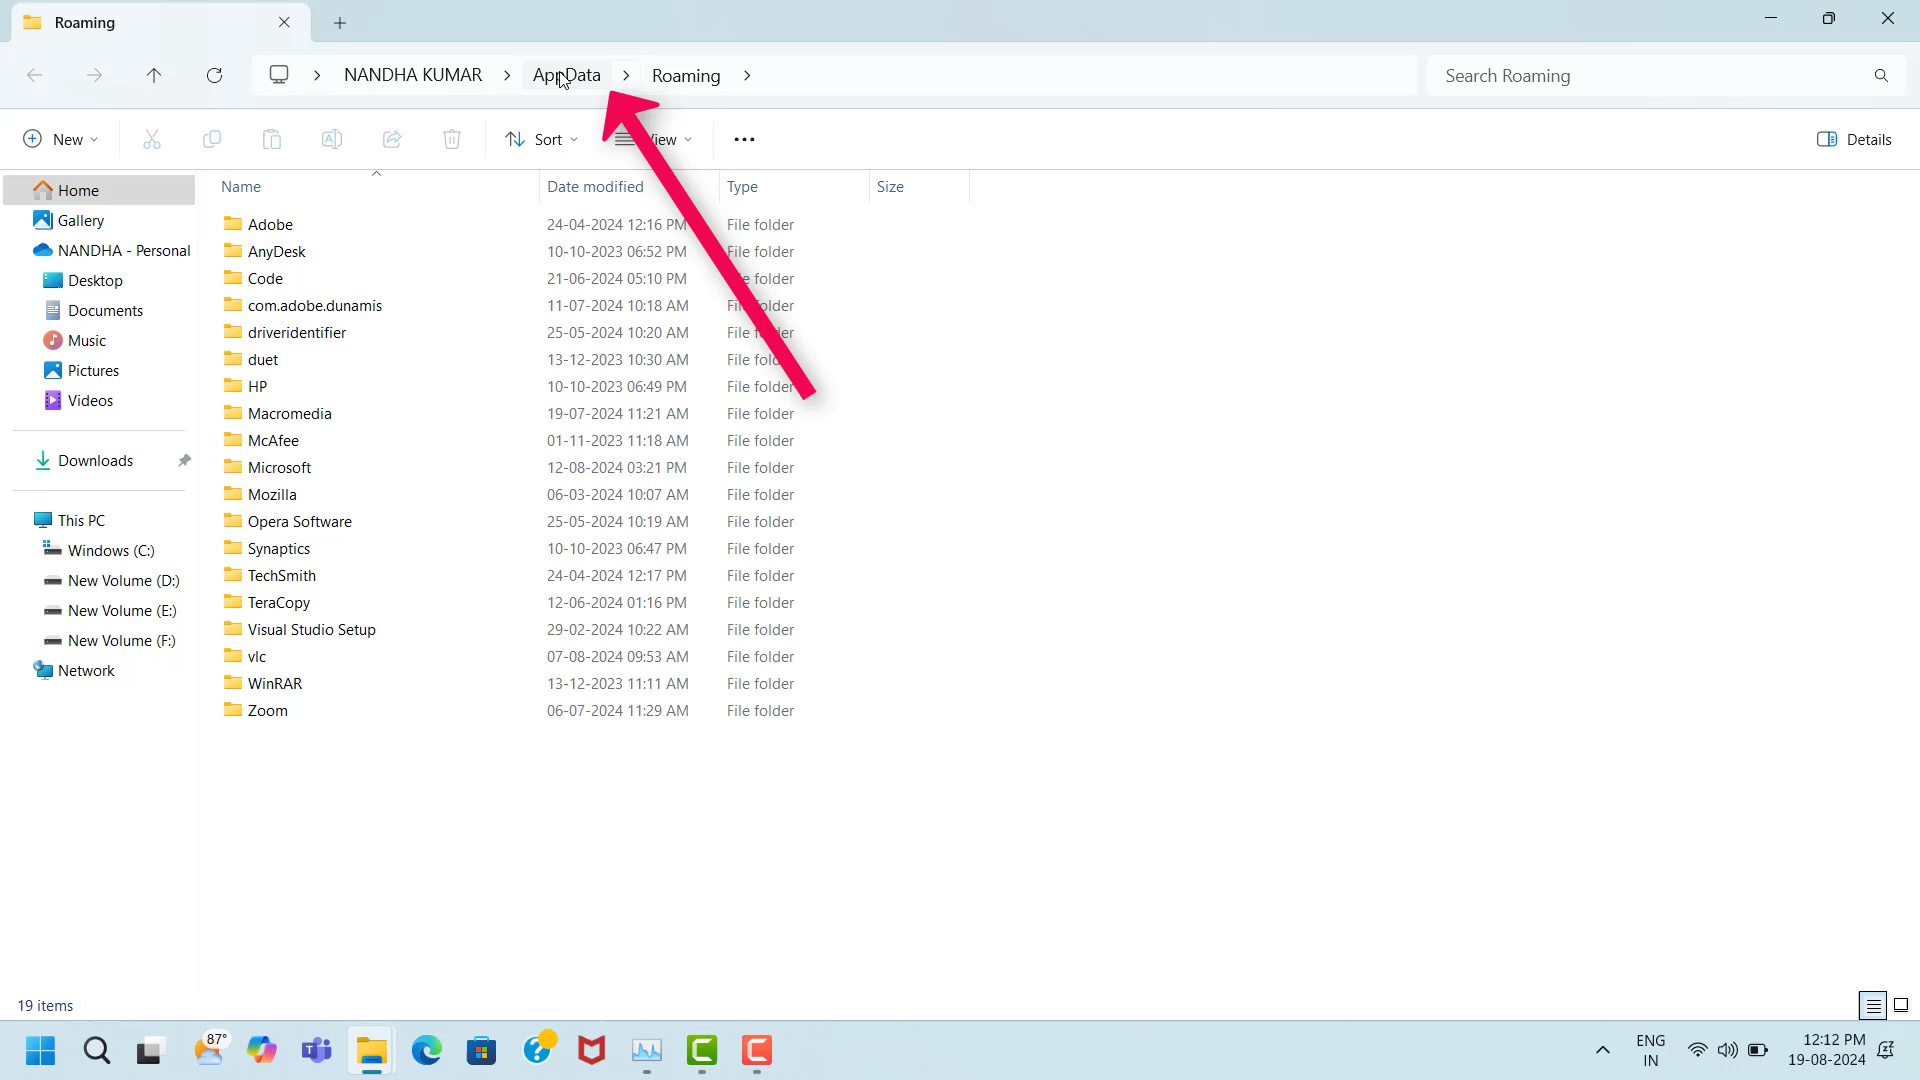 Roaming
NANDHA KUMAR AppData Roaming
Search Roaming
New
Sort
View
Details
Name Date modified Type Size
Home
Gallery
NANDHA - Personal
Desktop
Documents
Music
Pictures
Videos
Downloads
This PC
Windows (C:)
New Volume (D:)
New Volume (E:)
New Volume (F:)
Network
Adobe 24-04-2024 12:16 PM File folder
AnyDesk 10-10-2023 06:52 PM File folder
Code 21-06-2024 05:10 PM File folder
com.adobe.dunamis 11-07-2024 10:18 AM File folder
driveridentifier 25-05-2024 10:20 AM File folder
duet 13-12-2023 10:30 AM File folder
HP 10-10-2023 06:49 PM File folder
Macromedia 19-07-2024 11:21 AM File folder
McAfee 01-11-2023 11:18 AM File folder
Microsoft 12-08-2024 03:21 PM File folder
Mozilla 06-03-2024 10:07 AM File folder
Opera Software 25-05-2024 10:19 AM File folder
Synaptics 10-10-2023 06:47 PM File folder
TechSmith 24-04-2024 12:17 PM File folder
TeraCopy 12-06-2024 01:16 PM File folder
Visual Studio Setup 29-02-2024 10:22 AM File folder
vlc 07-08-2024 09:53 AM File folder
WinRAR 13-12-2023 11:11 AM File folder
Zoom 06-07-2024 11:29 AM File folder
19 items
87°
ENG
IN
12:12 PM
19-08-2024